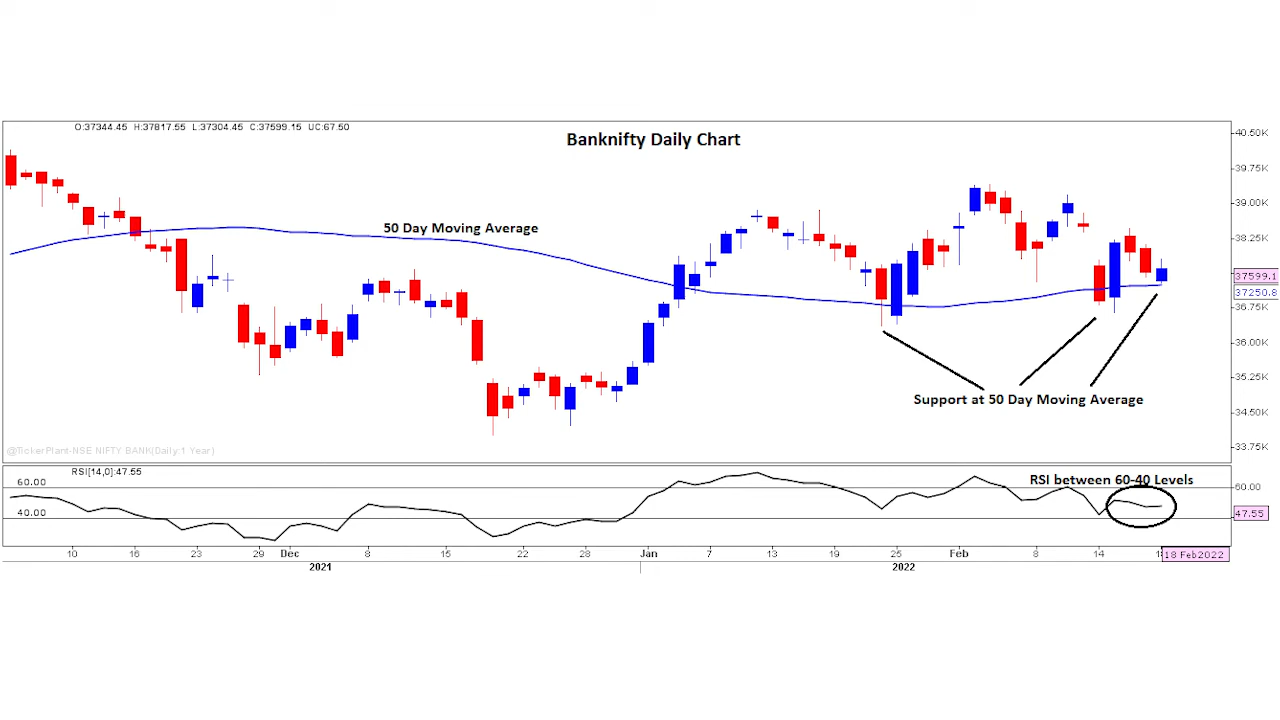 O:37344.45 H:37817.55 L:37304.45 C:37599.15 UC:67.50
Banknifty Daily Chart
40.50K
39.75K
39.00K
50 Day Moving Average
38.25K
37599.1
37250.8
36.75K
36.00K
35.25K
Support at 50 Day Moving Average
34.50K
33.75K
@TickerPlant-NSE NIFTY BANK(Daily:1 Year)
RSI[14,0]:47.55
RSI between 60-40 Levels
60.00 60.00
40.00 47.55
10 16 23 29 Dec 8 15 22 28 Jan 7 13 19 25 Feb 8 14 18 Feb2022
2021 2022